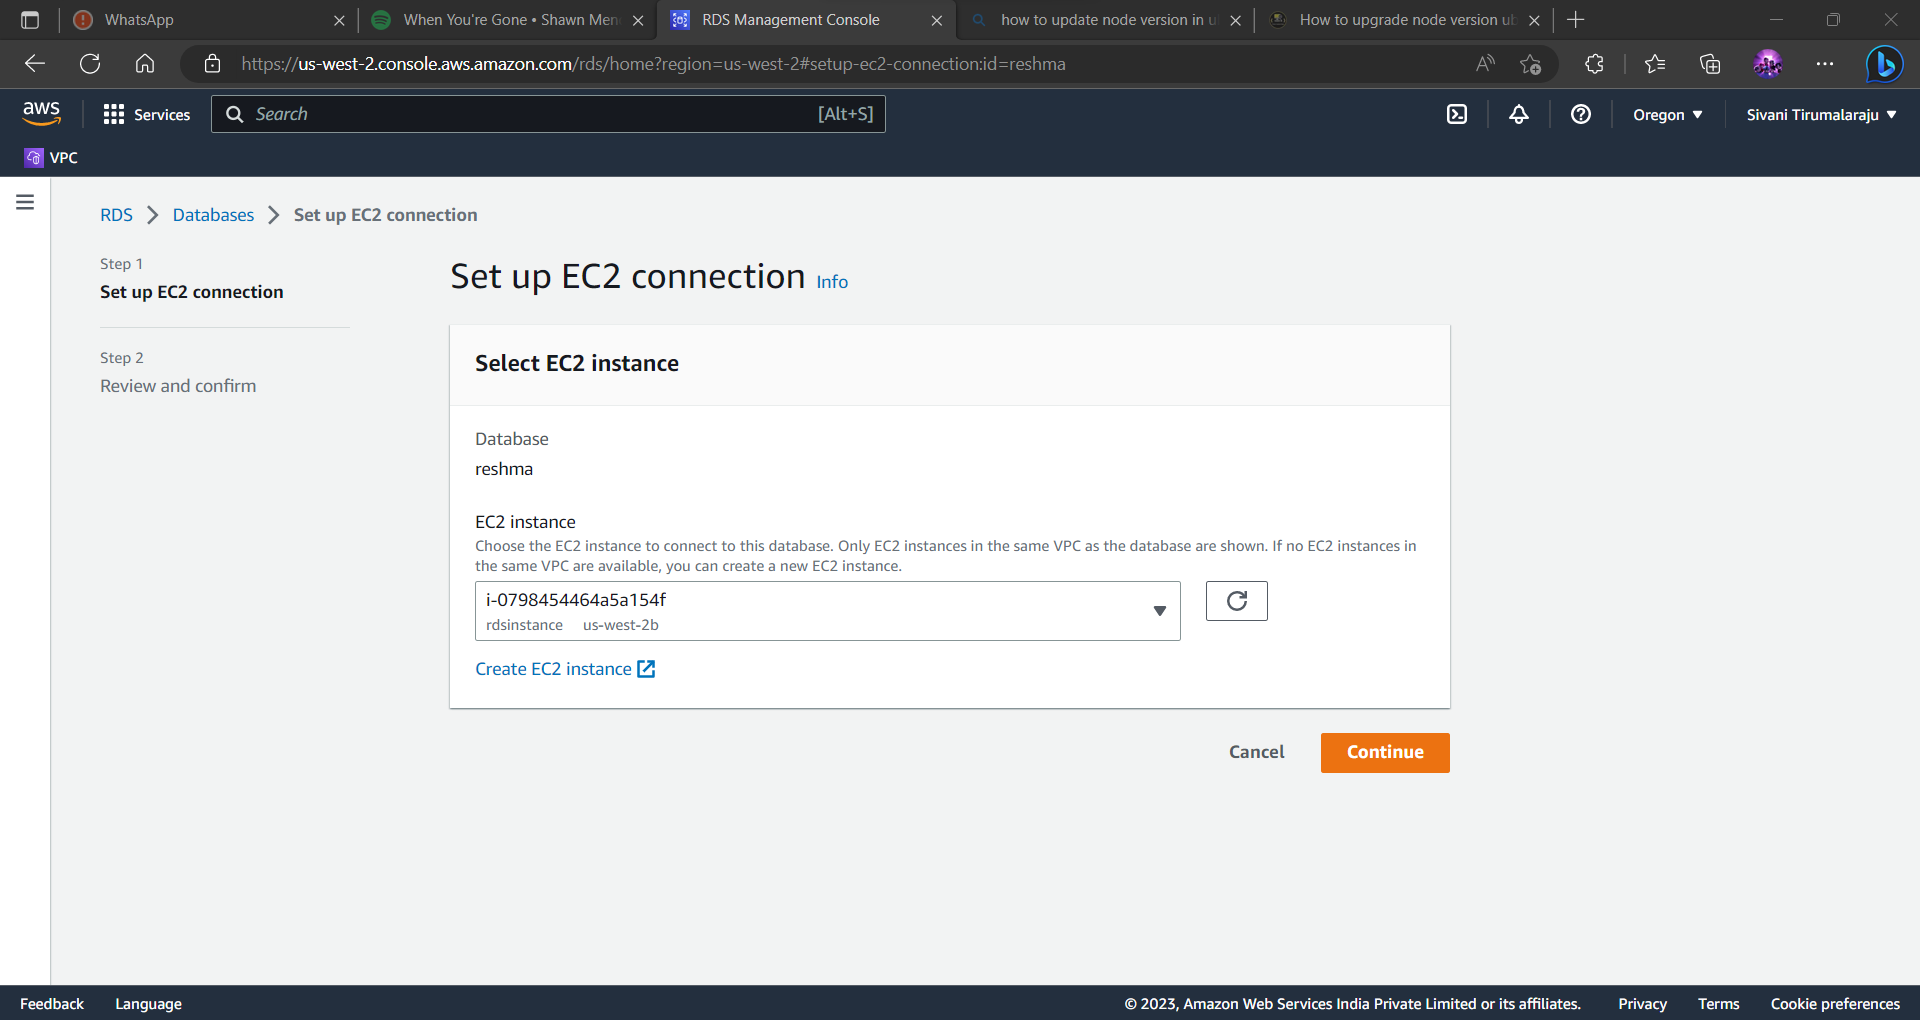 WhatsApp
When You're Gone • Shawn Men
RDS Management Console
how to update node version in u
How to upgrade node version ub
https://us-west-2.console.aws.amazon.com/rds/home?region=us-west-2#setup-ec2-connection:id=reshma
aws
Services
Search
[Alt+S]
Oregon
Sivani Tirumalaraju
VPC
RDS
Databases
Set up EC2 connection
Step 1
Set up EC2 connection
Step 2
Review and confirm
Set up EC2 connection Info
Select EC2 instance
Database
reshma
EC2 instance
Choose the EC2 instance to connect to this database. Only EC2 instances in the same VPC as the database are shown. If no EC2 instances in
the same VPC are available, you can create a new EC2 instance.
i-0798454464a5a154f
rdsinstance us-west-2b
Create EC2 instance
Cancel
Continue
Feedback
Language
© 2023, Amazon Web Services India Private Limited or its affiliates.
Privacy
Terms
Cookie preferences